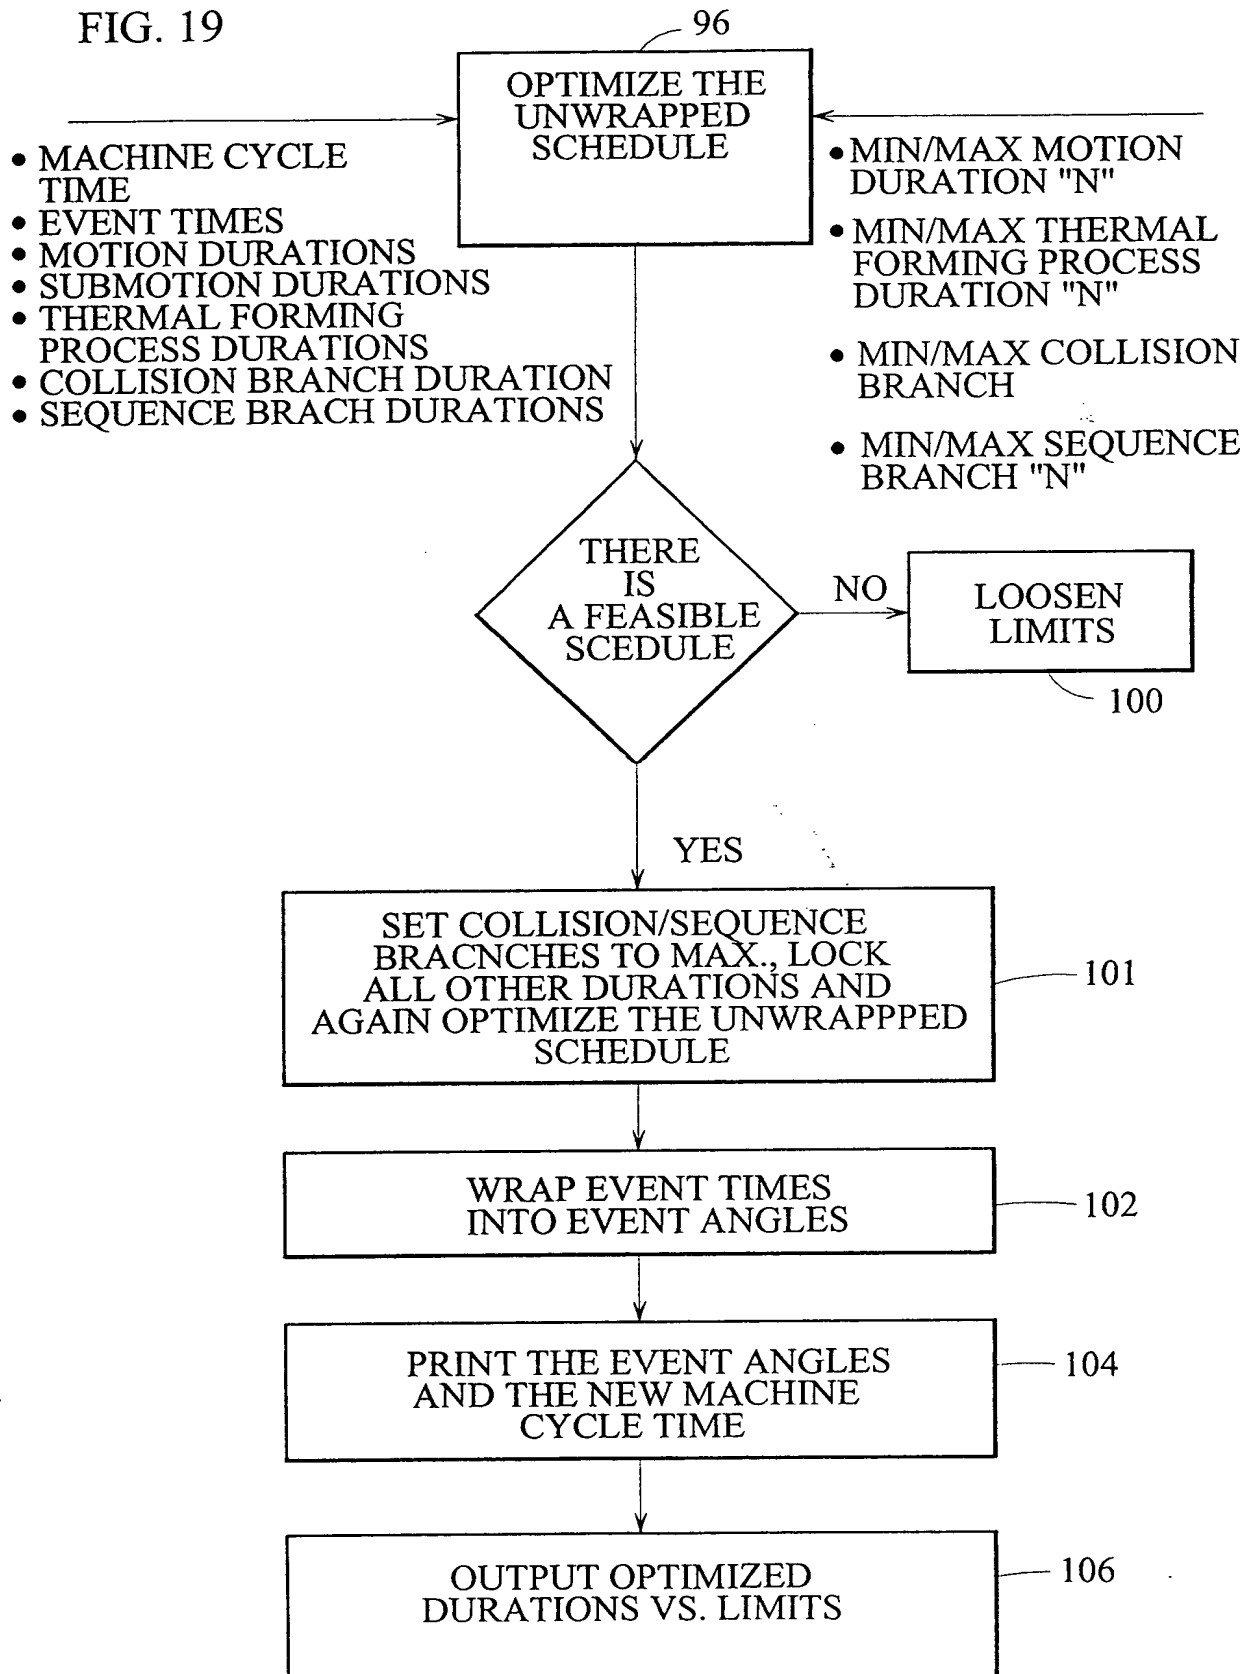 FIG. 19
96
OPTIMIZE THE
UNWRAPPED
SCHEDULE
• MACHINE CYCLE
TIME
• EVENT TIMES
• MOTION DURATIONS
• SUBMOTION DURATIONS
• THERMAL FORMING
PROCESS DURATIONS
• COLLISION BRANCH DURATION
• SEQUENCE BRACH DURATIONS
• MIN/MAX MOTION
DURATION "N"
• MIN/MAX THERMAL
FORMING PROCESS
DURATION "N"
• MIN/MAX COLLISION
BRANCH
• MIN/MAX SEQUENCE
BRANCH "N"
THERE
IS
A FEASIBLE
SCEDULE
NO
LOOSEN
LIMITS
100
YES
SET COLLISION/SEQUENCE
BRACNCHES TO MAX., LOCK
ALL OTHER DURATIONS AND
AGAIN OPTIMIZE THE UNWRAPPPED
SCHEDULE
101
WRAP EVENT TIMES
INTO EVENT ANGLES
102
PRINT THE EVENT ANGLES
AND THE NEW MACHINE
CYCLE TIME
104
OUTPUT OPTIMIZED
DURATIONS VS. LIMITS
106